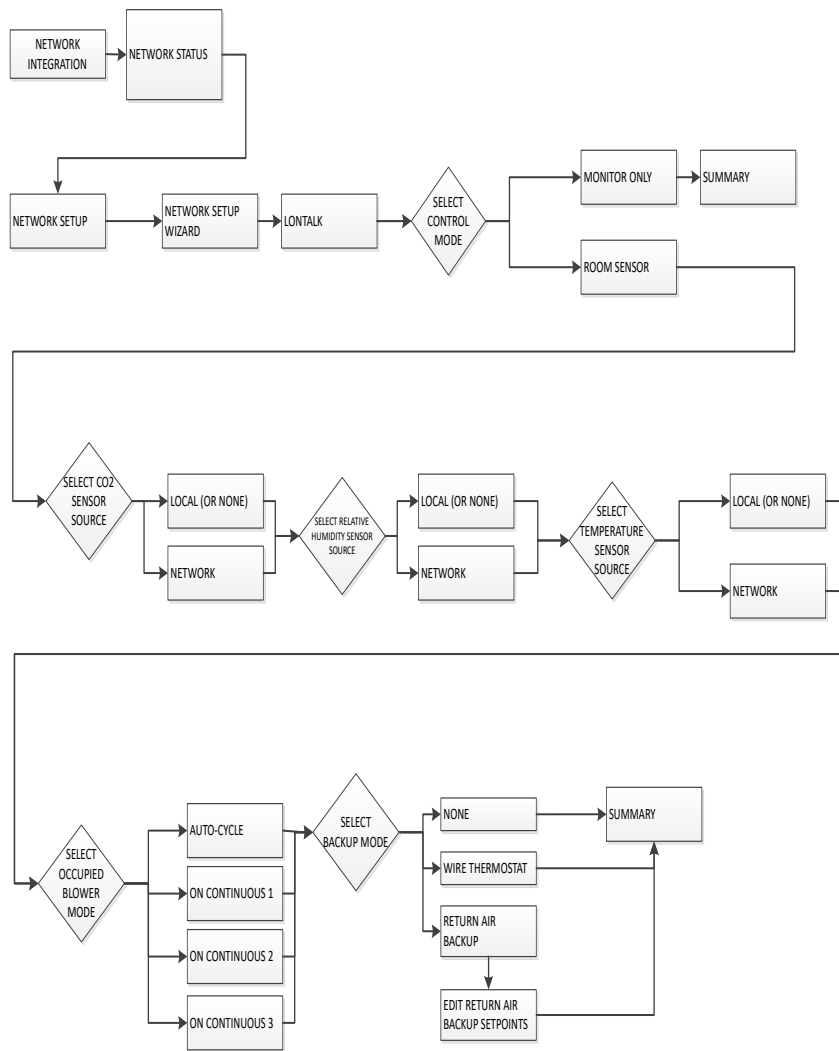 NETWORK
INTEGRATION
NETWORK STATUS
NETWORK SETUP
NETWORK SETUP
WIZARD
LONTALK
SELECT
CONTROL
MODE
MONITOR ONLY
SUMMARY
ROOM SENSOR
SELECT CO2
SENSOR
SOURCE
LOCAL (OR NONE)
NETWORK
SELECT RELATIVE
HUMIDITY SENSOR
SOURCE
LOCAL (OR NONE)
NETWORK
SELECT
TEMPERATURE
SENSOR
SOURCE
LOCAL (OR NONE)
NETWORK
SELECT
OCCUPIED
BLOWER
MODE
AUTO-CYCLE
ON CONTINUOUS 1
ON CONTINUOUS 2
ON CONTINUOUS 3
SELECT
BACKUP MODE
NONE
WIRE THERMOSTAT
RETURN AIR
BACKUP
EDIT RETURN AIR
BACKUP SETPOINTS
SUMMARY